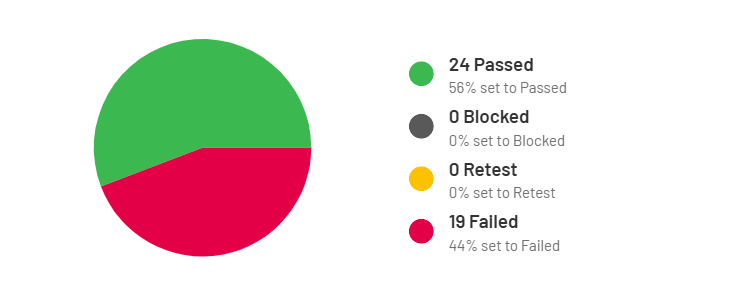 24 Passed
56% set to Passed
0 Blocked
0% set to Blocked
0 Retest
0% set to Retest
19 Failed
44% set to Failed